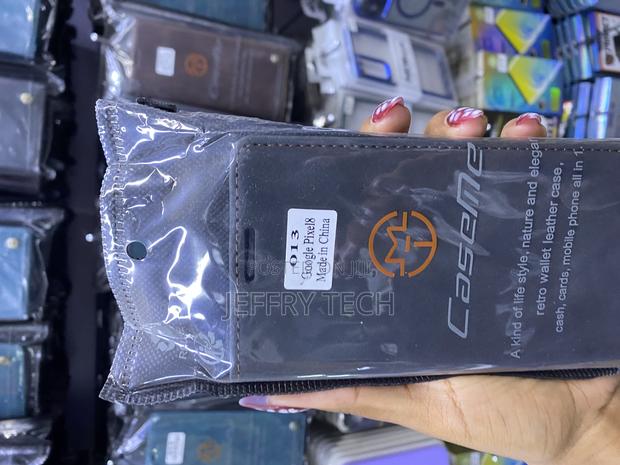 013
Google Pixel8
Made in China
CaseMe
A kind of life style, nature and elega
retro wallet leather case,
cash, cards, mobile phone all in 1.
JEFFRY TECH